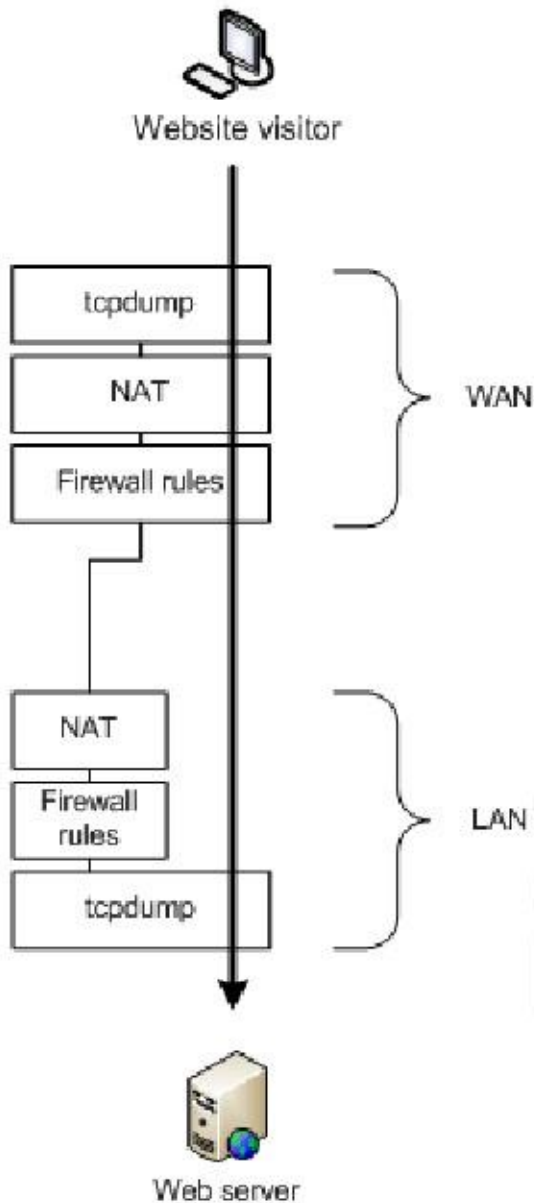 Website visitor
tcpdump
NAT
WAN
Firewall rules
NAT
Firewall
rules
LAN
tcpdump
Web server